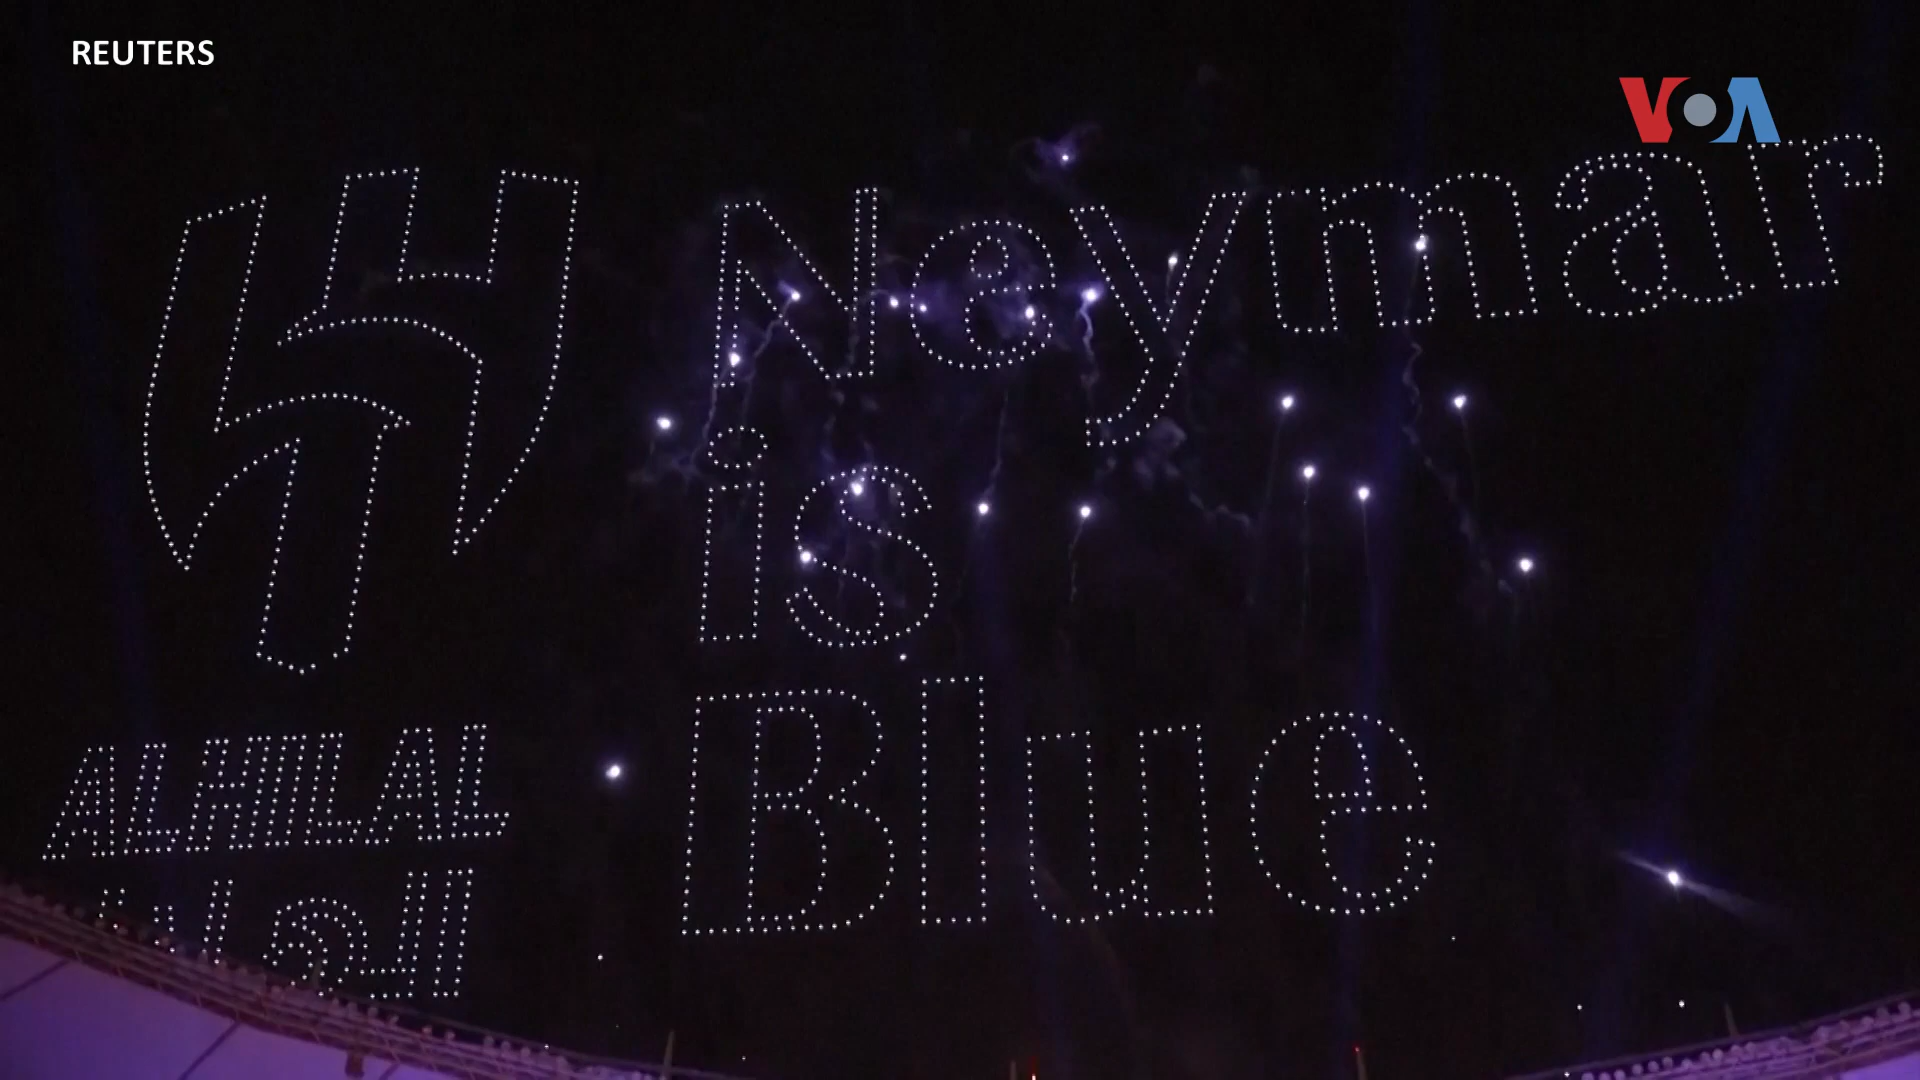 REUTERS
VOA
Neymar
is
Blue
ALHILAL
الهلال